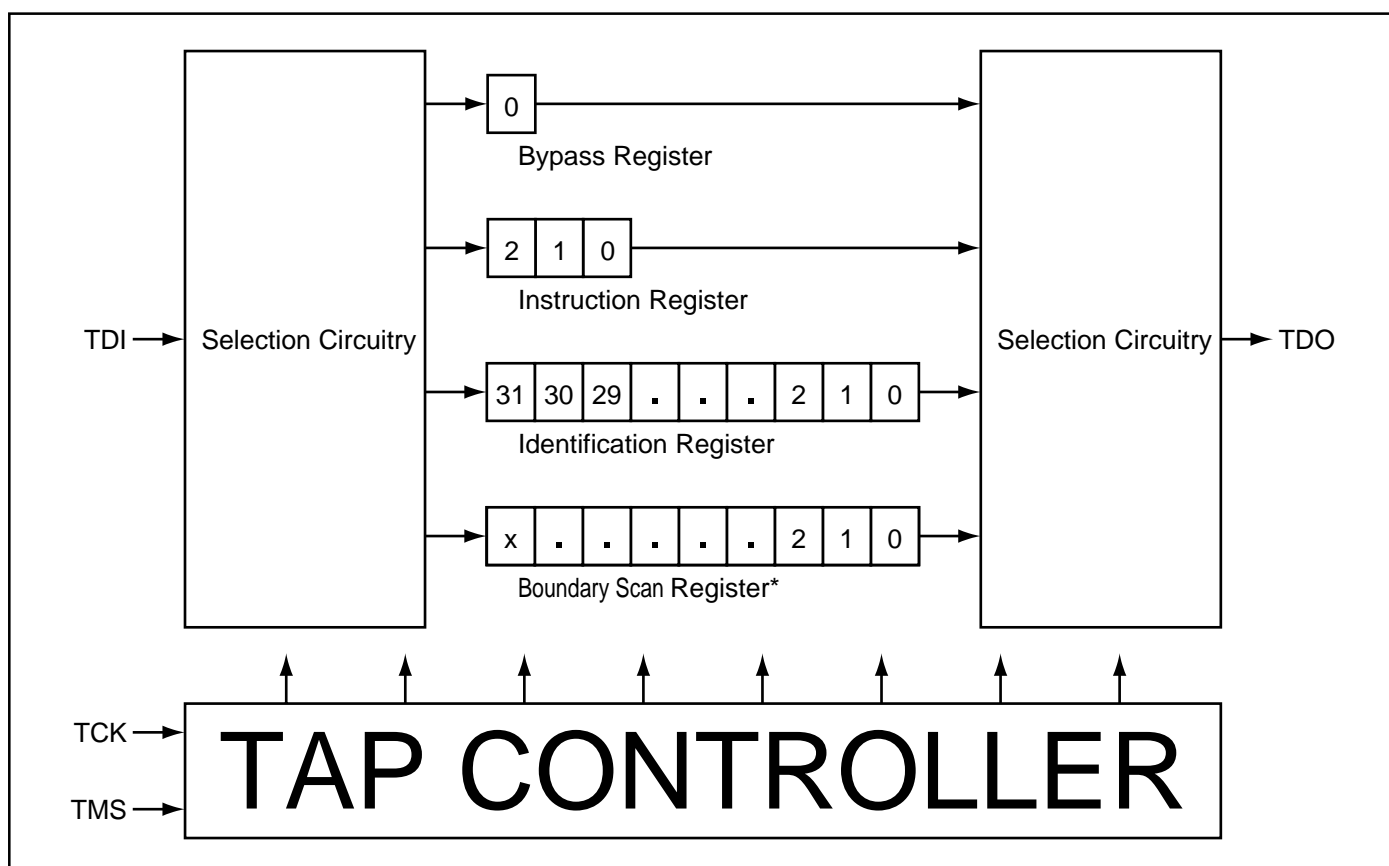 0
Bypass Register
2 1 0
Instruction Register
TDI
Selection Circuitry
Selection Circuitry
TDO
31 30 29 . . . 2 1 0
Identification Register
x . . . . . 2 1 0
Boundary Scan Register*
TCK
TMS
TAP CONTROLLER